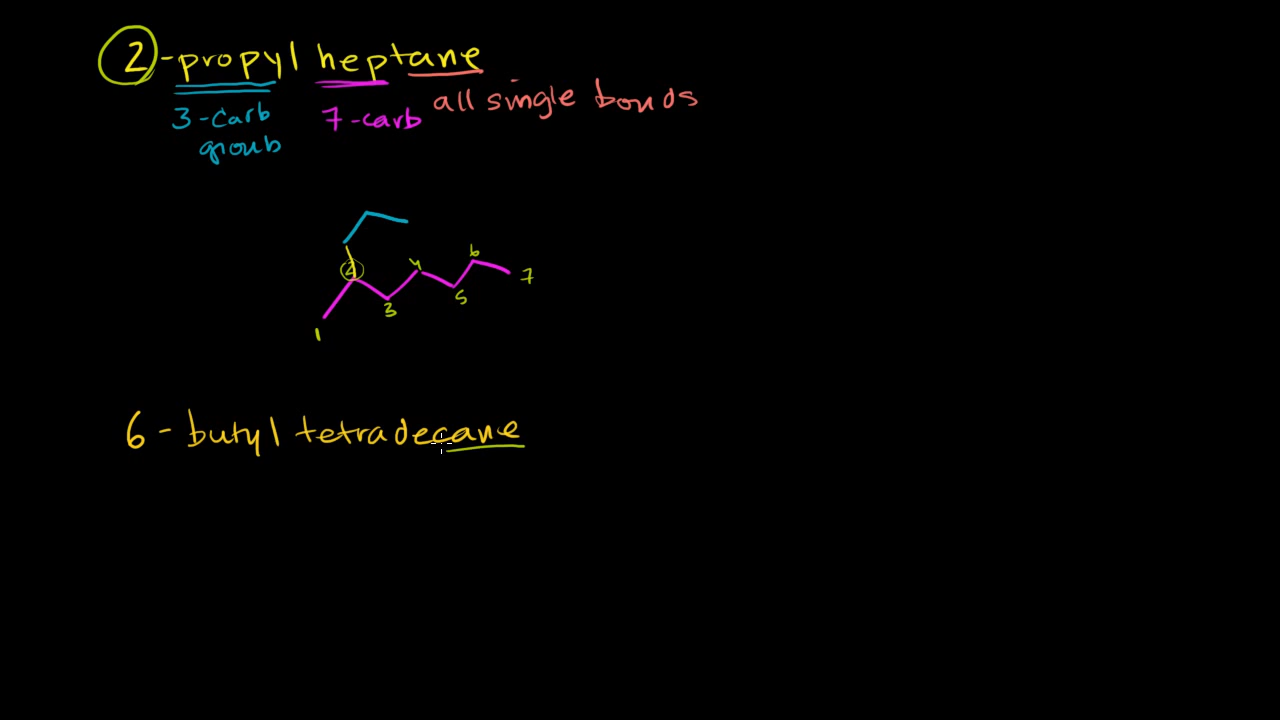 2-propyl heptane
3-carb 7-carb all single bonds
group
6
4
2
7
5
3
1
6-butyl tetradecane